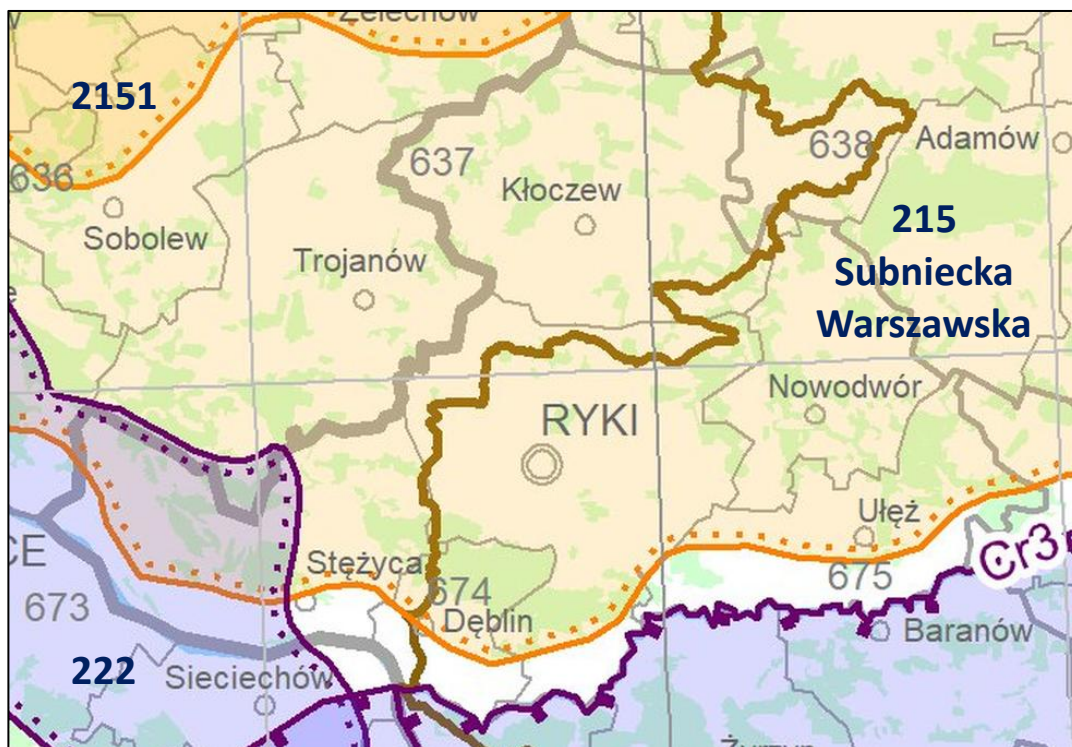 Żelechów
2151
636
637
638
Adamów
Kłoczew
Sobolew
Trojanów
215
Subniecka
Warszawska
Nowodwór
RYKI
Ułęż
Cr3
CE
673
Stężyca
674
Dęblin
675
Baranów
222
Sieciechów